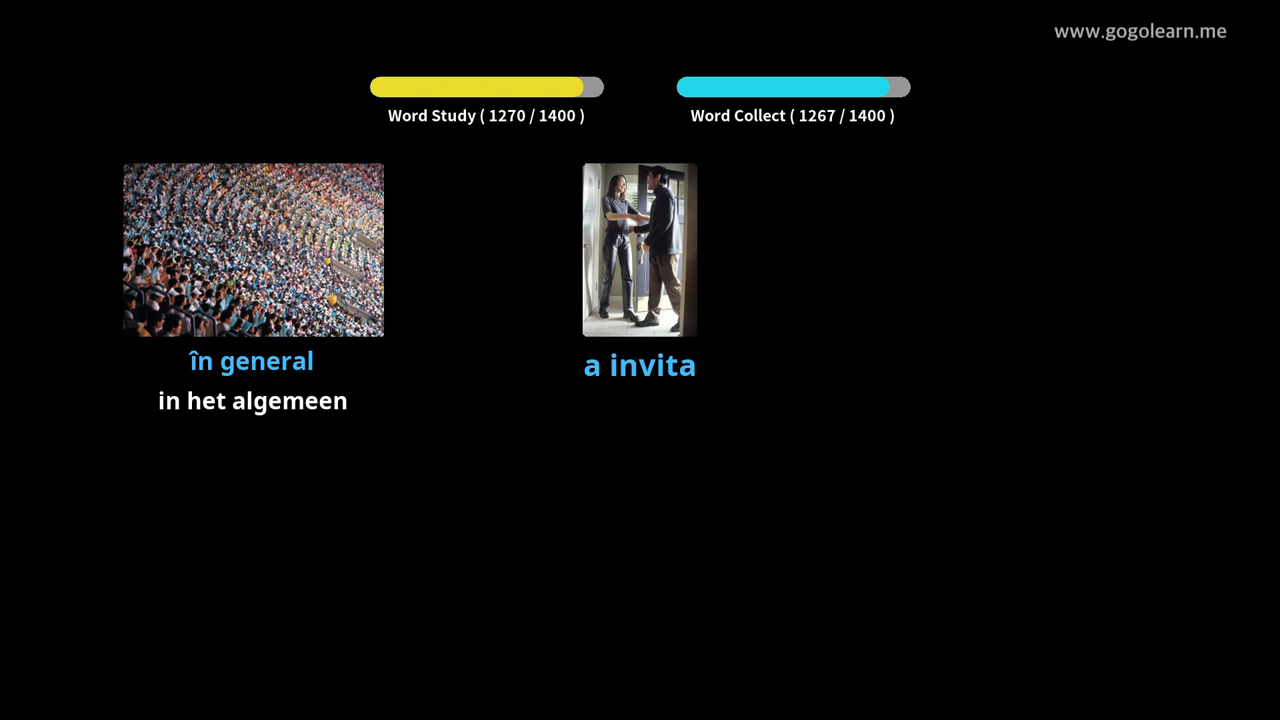 www.gogolearn.me
Word Study ( 1270 / 1400 )
Word Collect ( 1267 / 1400 )
în general
in het algemeen
a invita